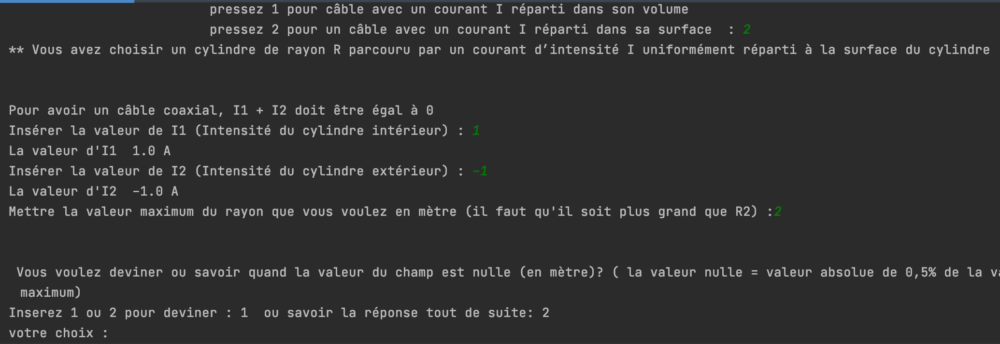 pressez 1 pour câble avec un courant I réparti dans son volume
pressez 2 pour un câble avec un courant I réparti dans sa surface  : 2
** Vous avez choisir un cylindre de rayon R parcouru par un courant d’intensité I uniformément réparti à la surface du cylindre
Pour avoir un câble coaxial, I1 + I2 doit être égal à 0
Insérer la valeur de I1 (Intensité du cylindre intérieur) : 1
La valeur d'I1  1.0 A
Insérer la valeur de I2 (Intensité du cylindre extérieur) : -1
La valeur d'I2  -1.0 A
Mettre la valeur maximum du rayon que vous voulez en mètre (il faut qu'il soit plus grand que R2) :2
Vous voulez deviner ou savoir quand la valeur du champ est nulle (en mètre)? ( la valeur nulle = valeur absolue de 0,5% de la
maximum)
Inserez 1 ou 2 pour deviner : 1  ou savoir la réponse tout de suite: 2
votre choix :